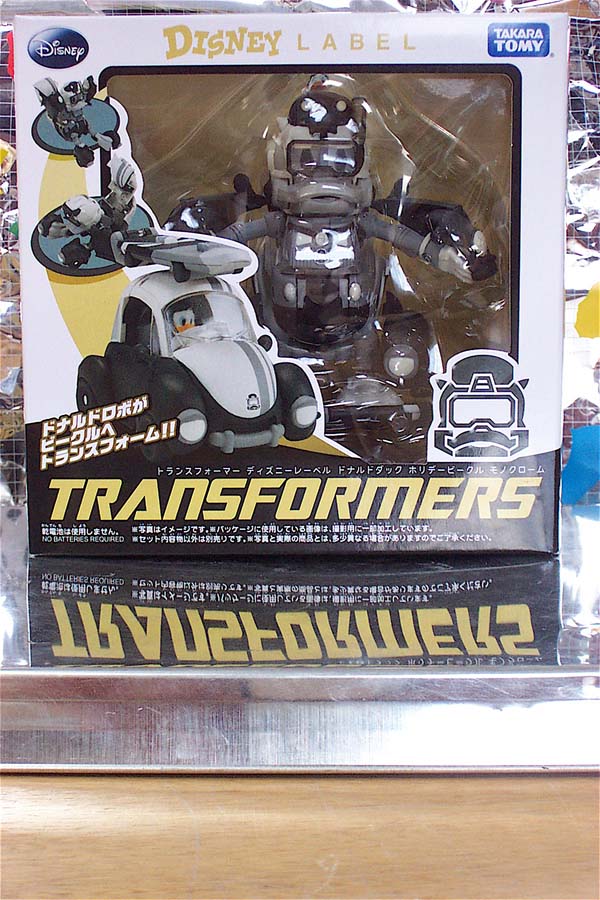 Disney
DISNEY LABEL
TAKARA
TOMY
ドナルドロボが
ビークルへ
トランスフォーム!!
トランスフォーマー ディズニーレーベル ドナルドダック ホリデービークル モノクローム
TRANSFORMERS
乾電池は使用しません。
NO BATTERIES REQUIRED
※写真はイメージです。※パッケージに使用している画像は、撮影用に一部加工しています。
※セット内容物以外は別売りです。※写真と実際の商品とは、多少異なる場合がありますのでご了承ください。